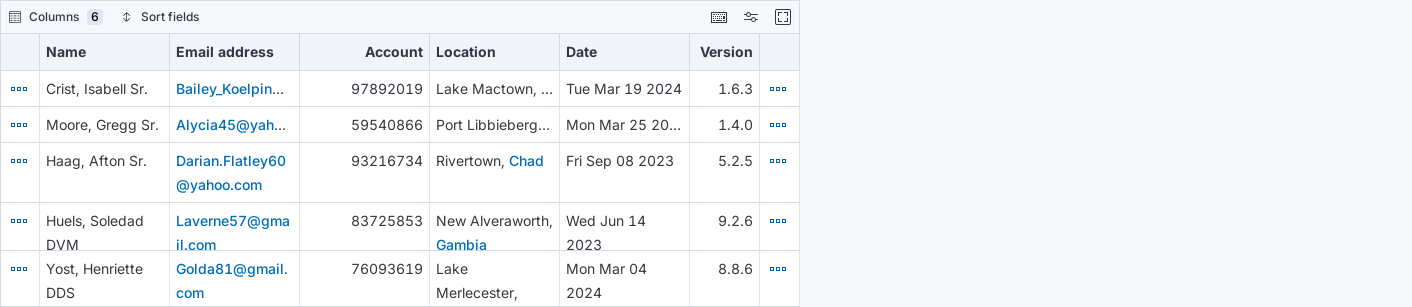 Columns 6 Sort fields
Name Email address Account Location Date Version
Crist, Isabell Sr. Bailey_Koelpin... 97892019 Lake Mactown, ... Tue Mar 19 2024 1.6.3
Moore, Gregg Sr. Alycia45@yah... 59540866 Port Libbieberg... Mon Mar 25 20... 1.4.0
Haag, Afton Sr. Darian.Flatley60 93216734 Rivertown, Chad Fri Sep 08 2023 5.2.5
@yahoo.com
Huels, Soledad Laverne57@gma 83725853 New Alveraworth, Wed Jun 14 9.2.6
DVM il.com Gambia 2023
Yost, Henriette Golda81@gmail. 76093619 Lake Mon Mar 04 8.8.6
DDS com Merlecester, 2024